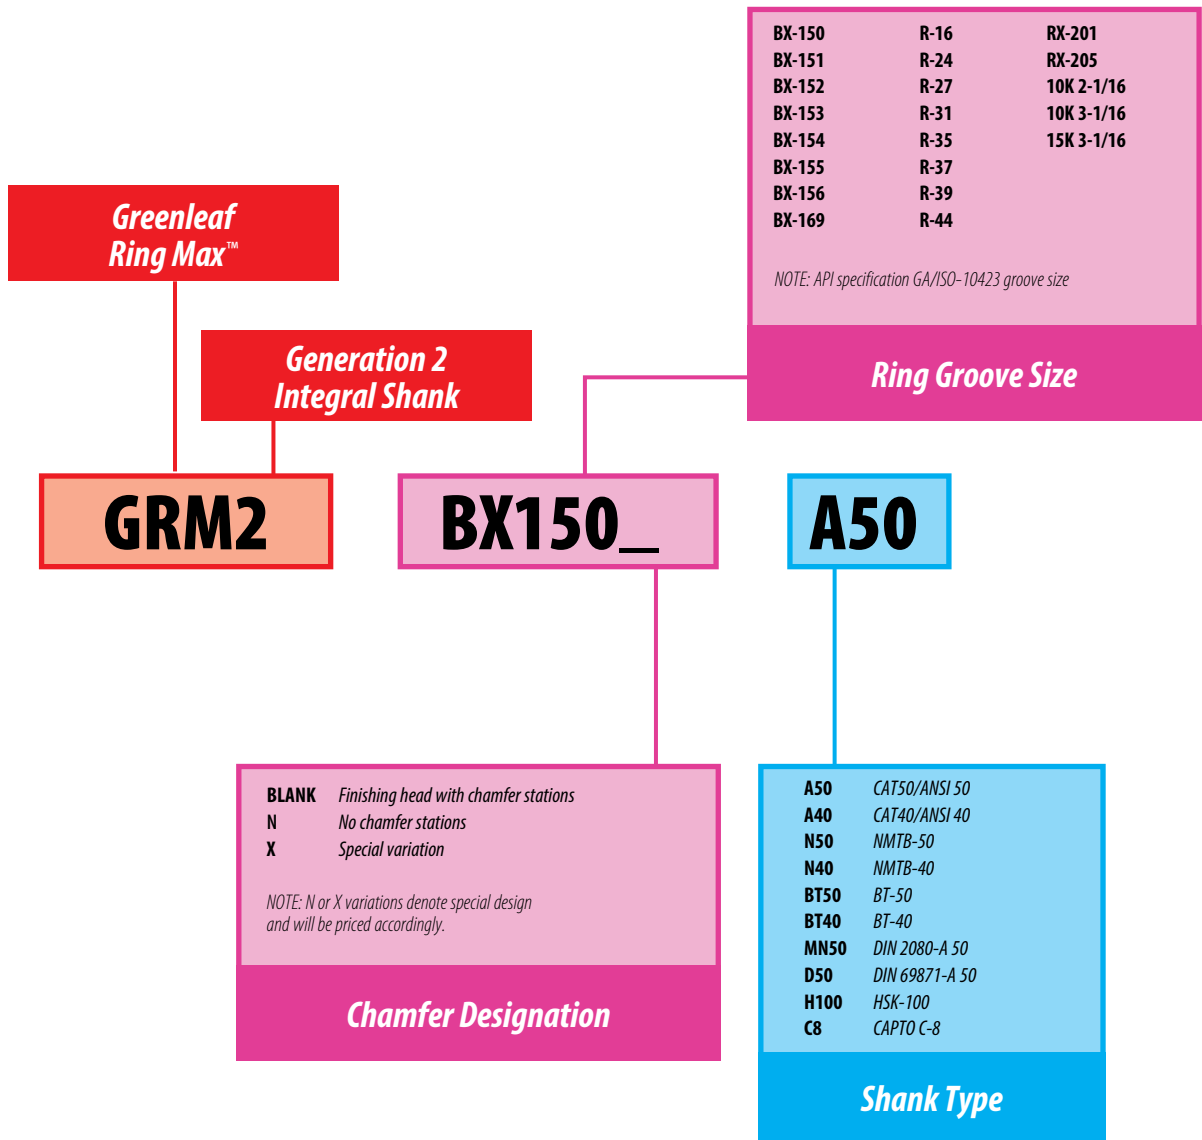 BX-150 R-16 RX-201
BX-151 R-24 RX-205
BX-152 R-27 10K 2-1/16
BX-153 R-31 10K 3-1/16
BX-154 R-35 15K 3-1/16
BX-155 R-37
BX-156 R-39
BX-169 R-44
NOTE: API specification GA/ISO-10423 groove size
Ring Groove Size
Greenleaf
Ring Max™
Generation 2
Integral Shank
GRM2 BX150_ A50
BLANK Finishing head with chamfer stations
N No chamfer stations
X Special variation
NOTE: N or X variations denote special design
and will be priced accordingly.
Chamfer Designation
A50 CAT50/ANSI 50
A40 CAT40/ANSI 40
N50 NMTB-50
N40 NMTB-40
BT50 BT-50
BT40 BT-40
MN50 DIN 2080-A 50
D50 DIN 69871-A 50
H100 HSK-100
C8 CAPTO C-8
Shank Type